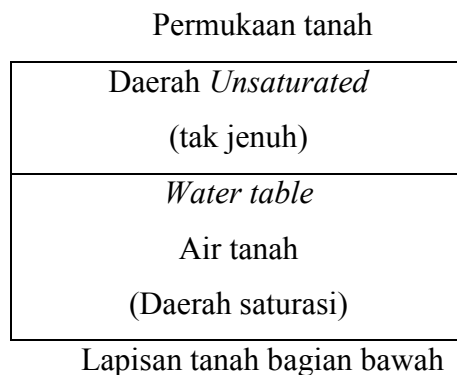 Permukaan tanah
Daerah Unsaturated
(tak jenuh)
Water table
Air tanah
(Daerah saturasi)
Lapisan tanah bagian bawah